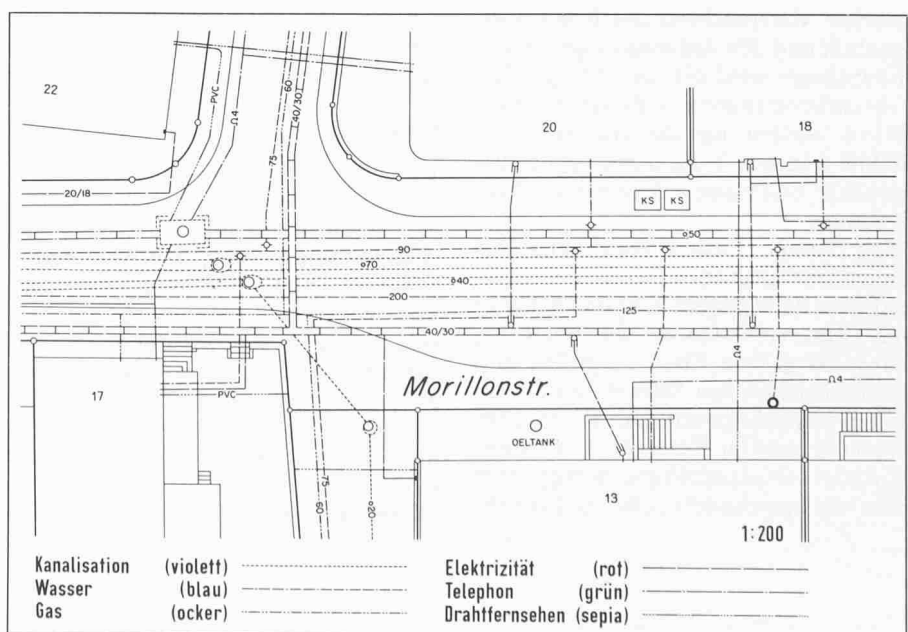 22
PVC
Ω4
60
40/30
75
20
18
20/18
KS KS
ø50
90
ø70
ø40
200
125
40/30
Ω4
Ω4
Morillonstr.
17
PVC
OELTANK
75
60
ø20
13
1:200
Kanalisation (violett)
Wasser (blau)
Gas (ocker)
Elektrizität (rot)
Telephon (grün)
Drahtfernsehen (sepia)